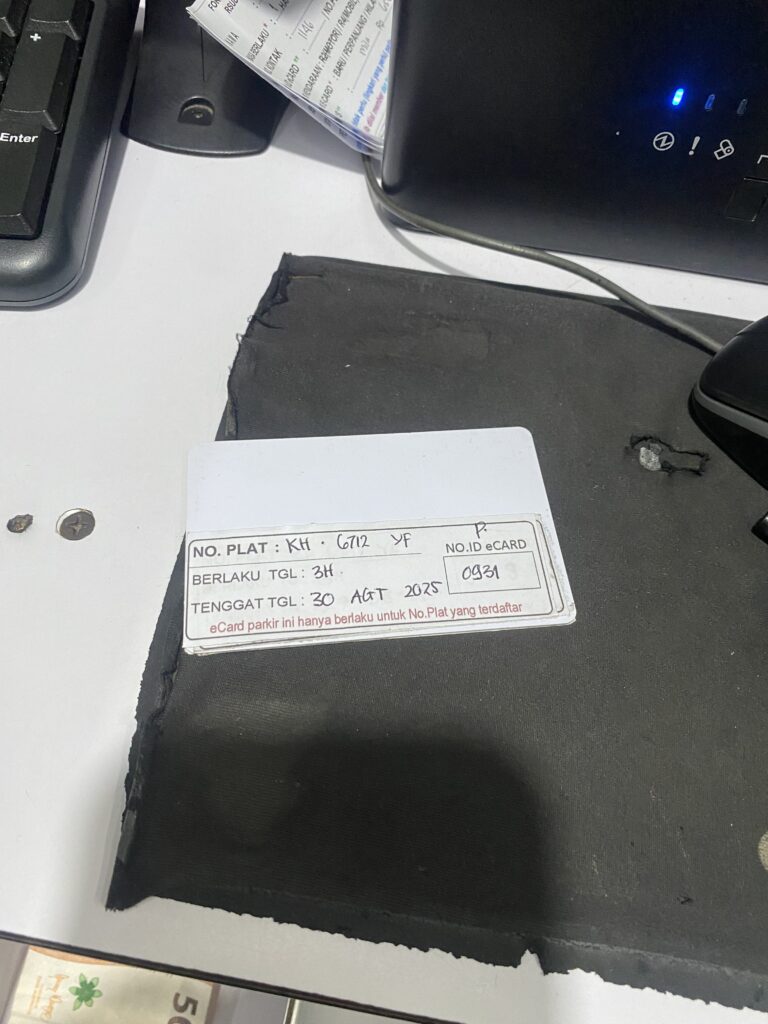 +
Enter
NO. PLAT : KH . 6712 YF
P.
NO.ID eCARD
BERLAKU TGL : 3H.
0931
TENGGAT TGL : 30 AGT 2025
eCard parkir ini hanya berlaku untuk No.Plat yang terdaftar